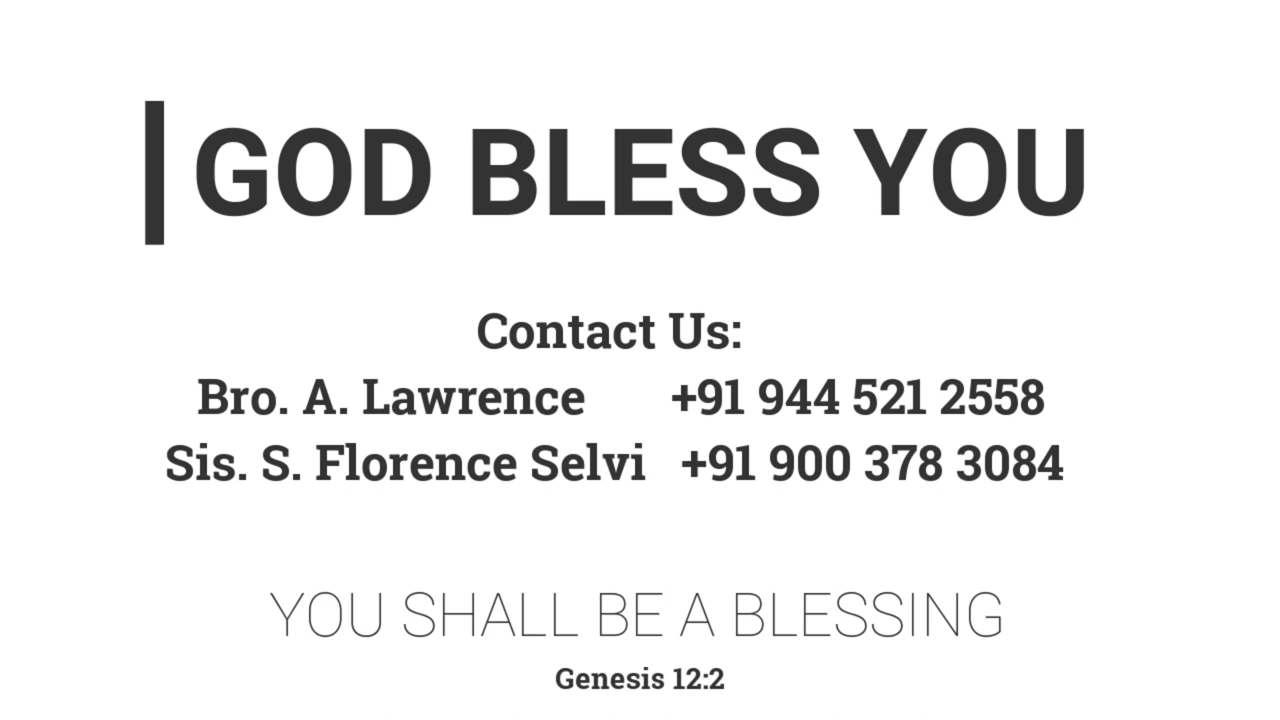 GOD BLESS YOU
Contact Us:
Bro. A. Lawrence +91 944 521 2558
Sis. S. Florence Selvi +91 900 378 3084
YOU SHALL BE A BLESSING
Genesis 12:2